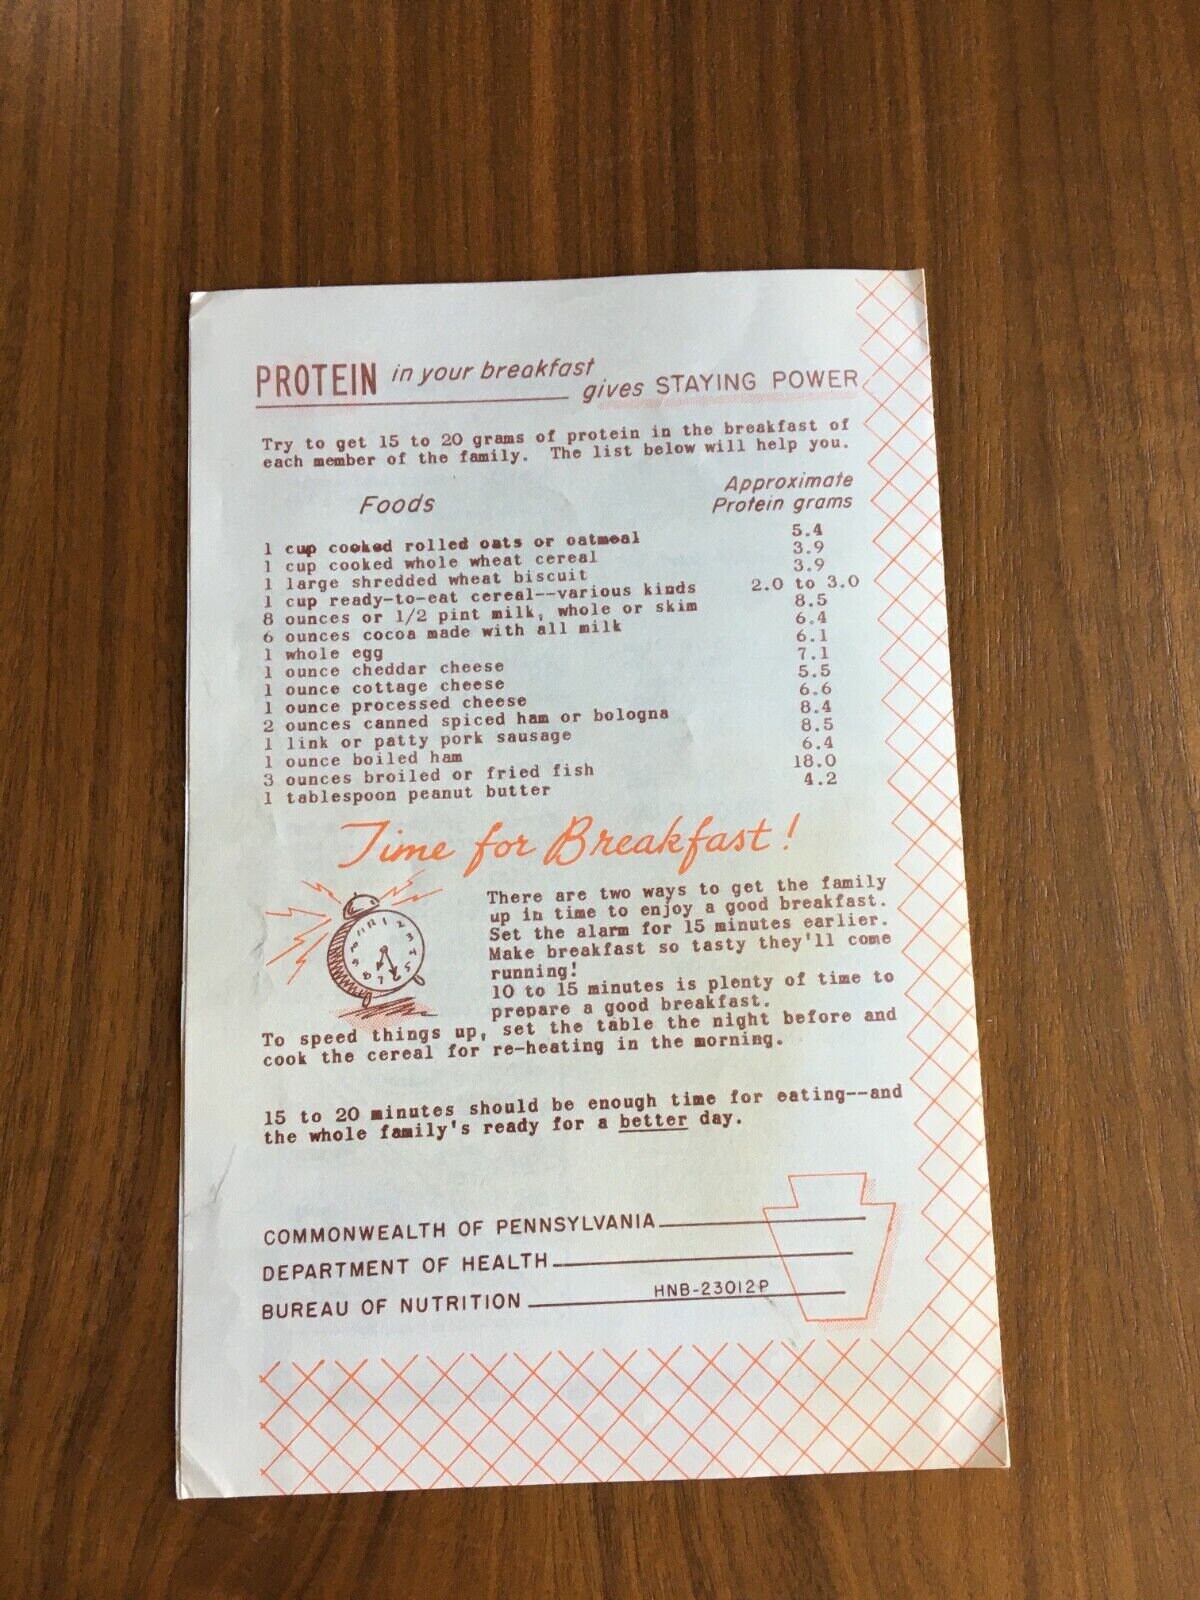 PROTEIN in your breakfast
gives STAYING POWER
Try to get 15 to 20 grams of protein in the breakfast of
each member of the family. The list below will help you.
Foods
Approximate
Protein grams
1 cup cooked rolled oats or oatmeal 5.4
1 cup cooked whole wheat cereal 3.9
1 large shredded wheat biscuit 3.9
1 cup ready-to-eat cereal--various kinds 2.0 to 3.0
8 ounces or 1/2 pint milk, whole or skim 8.5
6 ounces cocoa made with all milk 6.4
1 whole egg 6.1
1 ounce cheddar cheese 7.1
1 ounce cottage cheese 5.5
1 ounce processed cheese 6.6
2 ounces canned spiced ham or bologna 8.4
1 link or patty pork sausage 8.5
1 ounce boiled ham 6.4
3 ounces broiled or fried fish 18.0
1 tablespoon peanut butter 4.2
Time for Breakfast!
There are two ways to get the family
up in time to enjoy a good breakfast.
Set the alarm for 15 minutes earlier.
Make breakfast so tasty they'll come
running!
10 to 15 minutes is plenty of time to
prepare a good breakfast.
To speed things up, set the table the night before and
cook the cereal for re-heating in the morning.
15 to 20 minutes should be enough time for eating--and
the whole family's ready for a better day.
COMMONWEALTH OF PENNSYLVANIA
DEPARTMENT OF HEALTH
BUREAU OF NUTRITION HNB-23012P